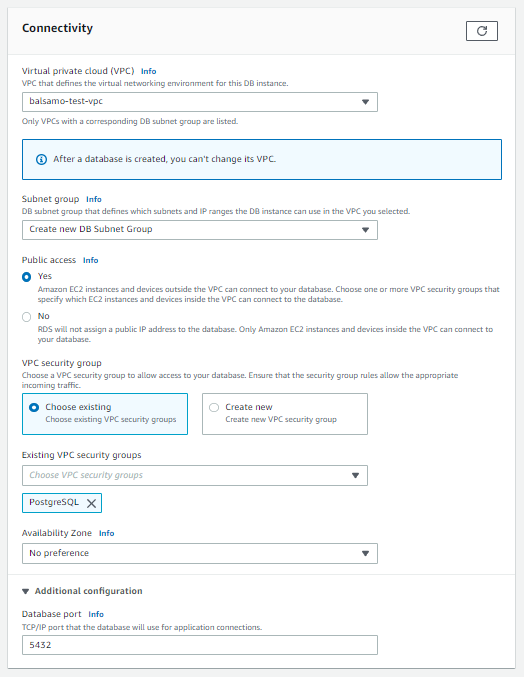 Connectivity
Virtual private cloud (VPC) Info
VPC that defines the virtual networking environment for this DB instance.
balsamo-test-vpc
Only VPCs with a corresponding DB subnet group are listed.
After a database is created, you can't change its VPC.
Subnet group Info
DB subnet group that defines which subnets and IP ranges the DB instance can use in the VPC you selected.
Create new DB Subnet Group
Public access Info
Yes
Amazon EC2 instances and devices outside the VPC can connect to your database. Choose one or more VPC security groups that
specify which EC2 instances and devices inside the VPC can connect to the database.
No
RDS will not assign a public IP address to the database. Only Amazon EC2 instances and devices inside the VPC can connect to
your database.
VPC security group
Choose a VPC security group to allow access to your database. Ensure that the security group rules allow the appropriate
incoming traffic.
Choose existing
Choose existing VPC security groups
Create new
Create new VPC security group
Existing VPC security groups
Choose VPC security groups
PostgreSQL
Availability Zone Info
No preference
Additional configuration
Database port Info
TCP/IP port that the database will use for application connections.
5432